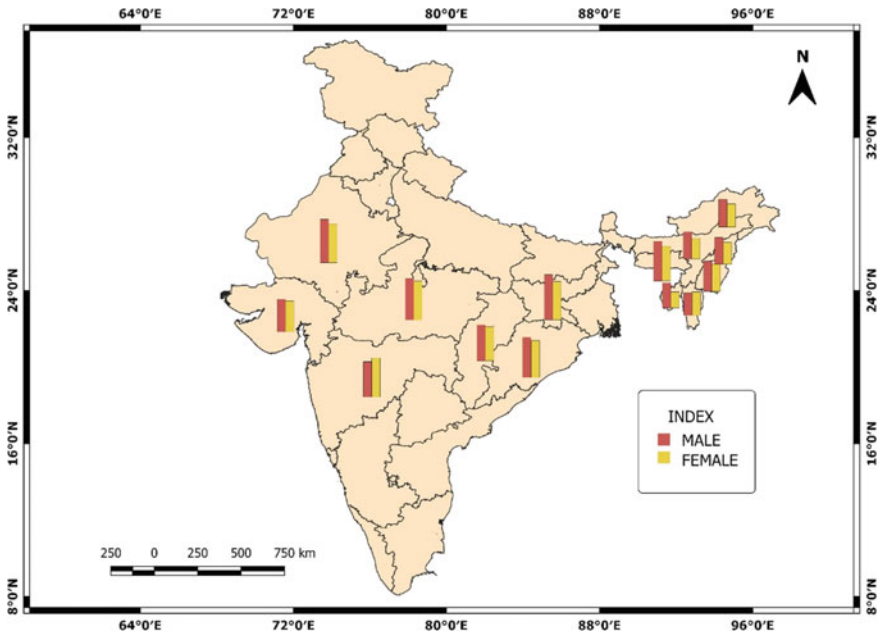 64°0'E 72°0'E 80°0'E 88°0'E 96°0'E
N
32°0'N 32°0'N
24°0'N 24°0'N
16°0'N 16°0'N
8°0'N 8°0'N
INDEX
MALE
FEMALE
250 0 250 500 750 km
64°0'E 72°0'E 80°0'E 88°0'E 96°0'E